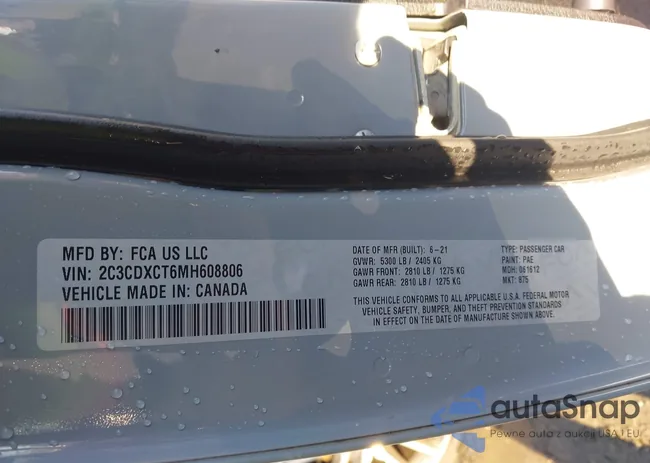 MFD BY: FCA US LLC
VIN: 2C3CDXCT6MH608806
VEHICLE MADE IN: CANADA
DATE OF MFR (BUILT): 6-21
GVWR: 5300 LB / 2405 KG
GAWR FRONT: 2810 LB / 1275 KG
GAWR REAR: 2810 LB / 1275 KG
TYPE: PASSENGER CAR
PAINT: PAE
MDH: 061612
MKT: 875
THIS VEHICLE CONFORMS TO ALL APPLICABLE U.S.A. FEDERAL MOTOR
VEHICLE SAFETY, BUMPER, AND THEFT PREVENTION STANDARDS
IN EFFECT ON THE DATE OF MANUFACTURE SHOWN ABOVE.
autoSnap
Pewne auta z aukcji USA i EU